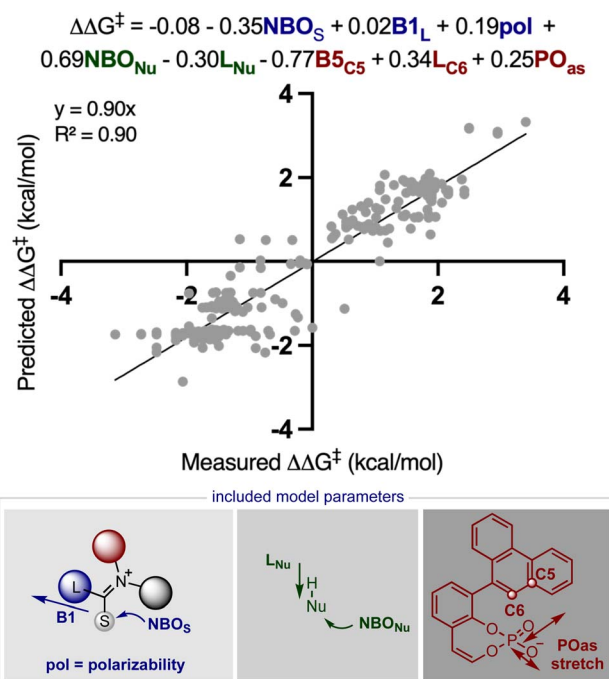 ΔΔG‡ = -0.08 - 0.35NBOS + 0.02B1L + 0.19pol +
0.69NBONu - 0.30LNu - 0.77B5C5 + 0.34LC6 + 0.25POas
y = 0.90x
R² = 0.90
4
2
-4 -2 2 4
-2
-4
Predicted ΔΔG‡ (kcal/mol)
Measured ΔΔG‡ (kcal/mol)
included model parameters
L
N+
S
B1
NBOS
pol = polarizability
LNu
H
Nu
NBONu
C5
C6
O
O
P
O
O−
POas
stretch